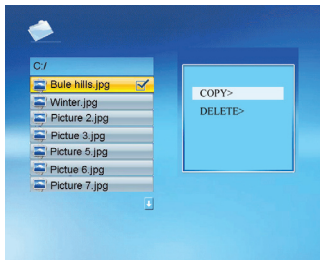 C:/
Bule hills.jpg
Winter.jpg
Picture 2.jpg
Pictue 3.jpg
Picture 5.jpg
Pictue 6.jpg
Picture 7.jpg
COPY>
DELETE>